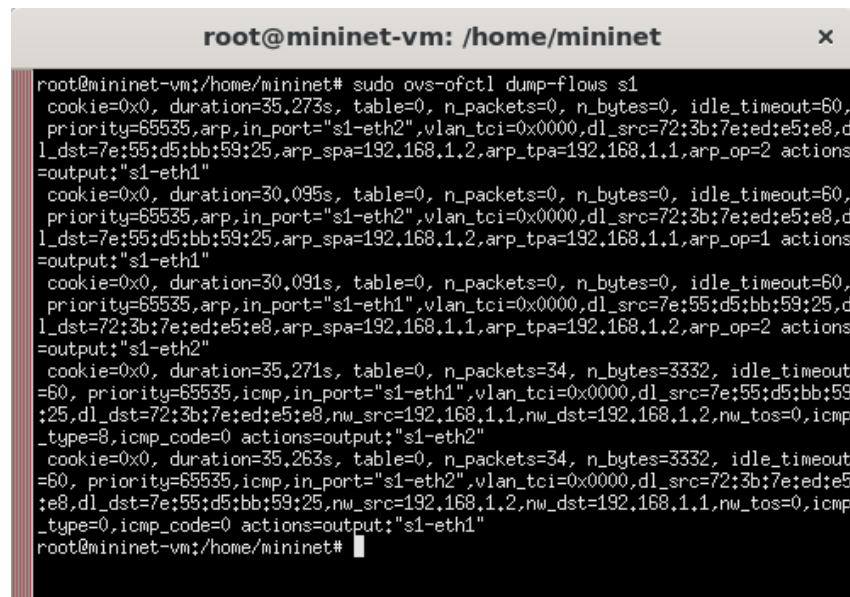 root@mininet-vm: /home/mininet ×
root@mininet-vm:/home/mininet# sudo ovs-ofctl dump-flows s1
cookie=0x0, duration=35.273s, table=0, n_packets=0, n_bytes=0, idle_timeout=60,
priority=65535,arp,in_port="s1-eth2",vlan_tci=0x0000,dl_src=72:3b:7e:ed:e5:e8,d
l_dst=7e:55:d5:bb:59:25,arp_spa=192.168.1.2,arp_tpa=192.168.1.1,arp_op=2 actions
=output:"s1-eth1"
cookie=0x0, duration=30.095s, table=0, n_packets=0, n_bytes=0, idle_timeout=60,
priority=65535,arp,in_port="s1-eth2",vlan_tci=0x0000,dl_src=72:3b:7e:ed:e5:e8,d
l_dst=7e:55:d5:bb:59:25,arp_spa=192.168.1.2,arp_tpa=192.168.1.1,arp_op=1 actions
=output:"s1-eth1"
cookie=0x0, duration=30.091s, table=0, n_packets=0, n_bytes=0, idle_timeout=60,
priority=65535,arp,in_port="s1-eth1",vlan_tci=0x0000,dl_src=7e:55:d5:bb:59:25,d
l_dst=72:3b:7e:ed:e5:e8,arp_spa=192.168.1.1,arp_tpa=192.168.1.2,arp_op=2 actions
=output:"s1-eth2"
cookie=0x0, duration=35.271s, table=0, n_packets=34, n_bytes=3332, idle_timeout
=60, priority=65535,icmp,in_port="s1-eth1",vlan_tci=0x0000,dl_src=7e:55:d5:bb:59
:25,dl_dst=72:3b:7e:ed:e5:e8,nw_src=192.168.1.1,nw_dst=192.168.1.2,nw_tos=0,icmp
_type=8,icmp_code=0 actions=output:"s1-eth2"
cookie=0x0, duration=35.263s, table=0, n_packets=34, n_bytes=3332, idle_timeout
=60, priority=65535,icmp,in_port="s1-eth2",vlan_tci=0x0000,dl_src=72:3b:7e:ed:e5
:e8,dl_dst=7e:55:d5:bb:59:25,nw_src=192.168.1.2,nw_dst=192.168.1.1,nw_tos=0,icmp
_type=0,icmp_code=0 actions=output:"s1-eth1"
root@mininet-vm:/home/mininet#